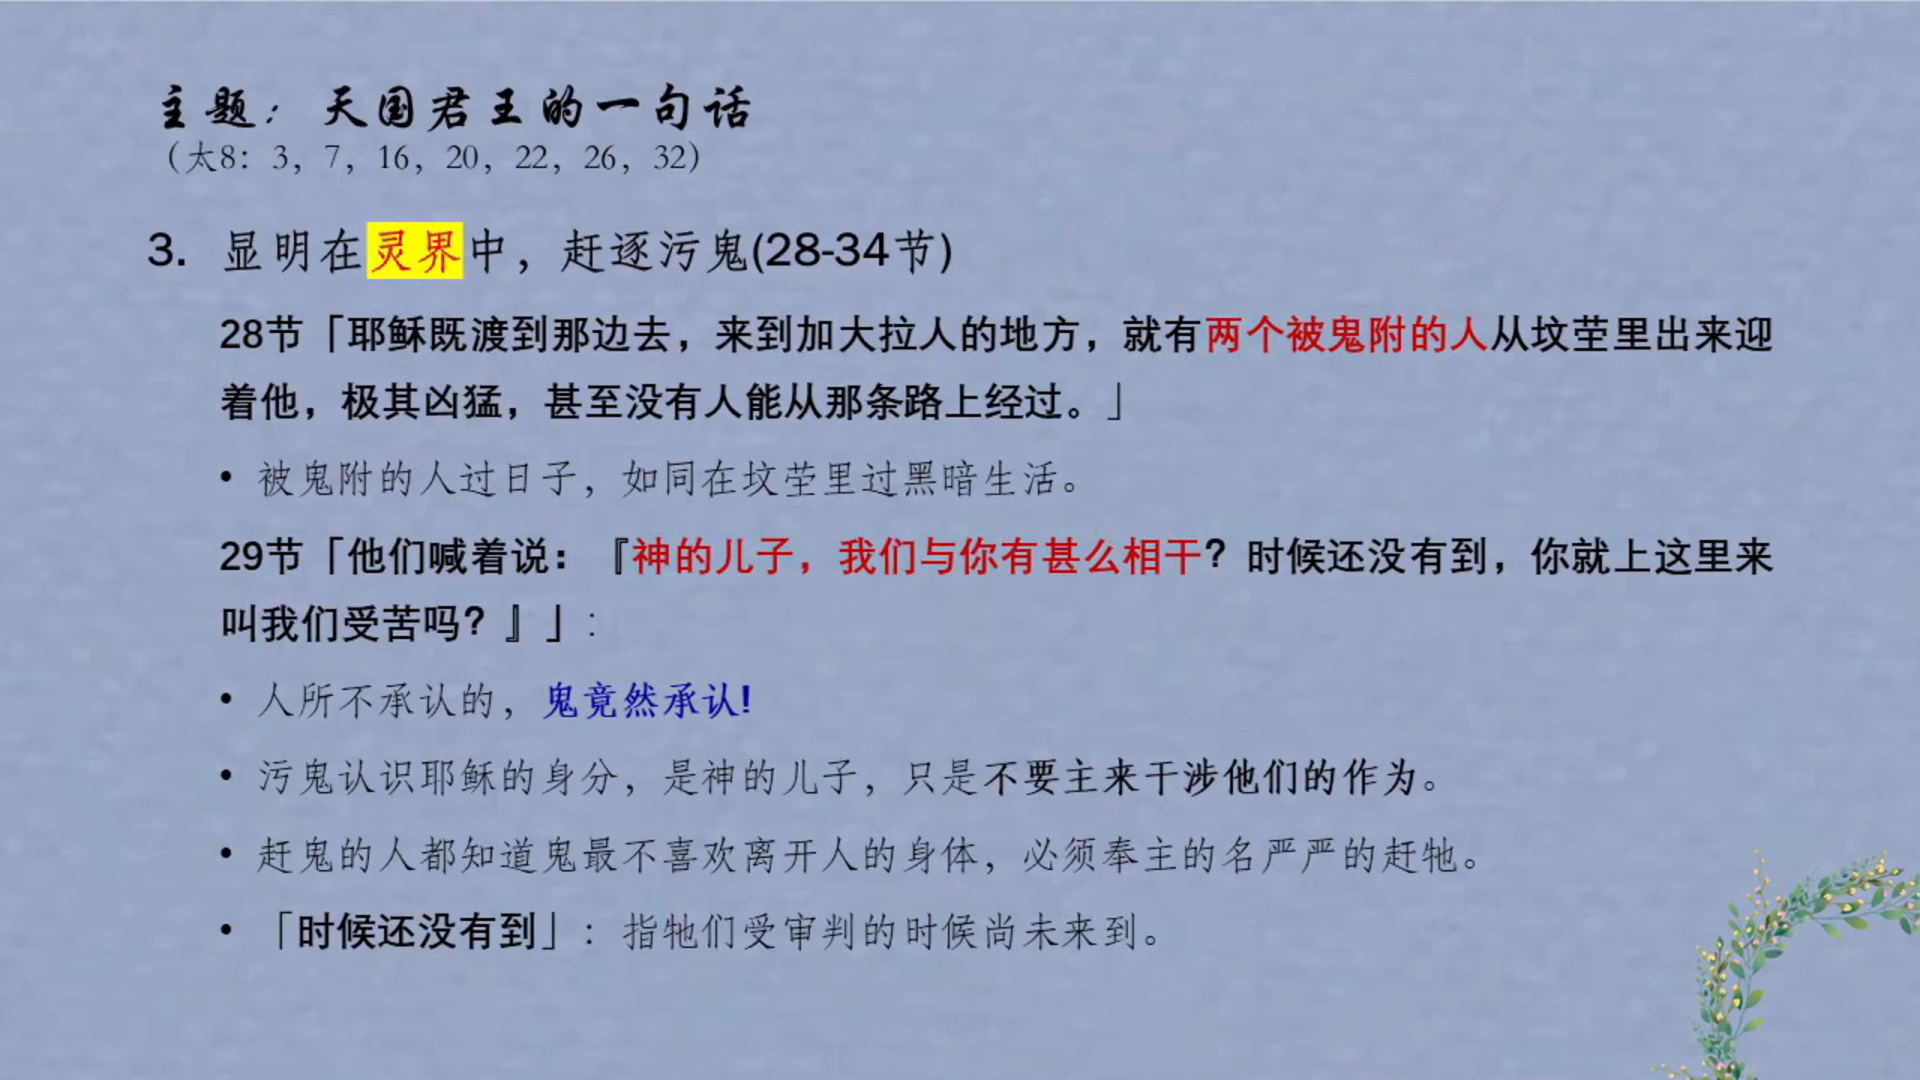 主题：天国君王的一句话
（太8：3，7，16，20，22，26，32）
3. 显明在灵界中，赶逐污鬼(28-34节)
28节「耶稣既渡到那边去，来到加大拉人的地方，就有两个被鬼附的人从坟茔里出来迎
着他，极其凶猛，甚至没有人能从那条路上经过。」
• 被鬼附的人过日子，如同在坟茔里过黑暗生活。
29节「他们喊着说：『神的儿子，我们与你有甚么相干？时候还没有到，你就上这里来
叫我们受苦吗？』」：
• 人所不承认的，鬼竟然承认!
• 污鬼认识耶稣的身分，是神的儿子，只是不要主来干涉他们的作为。
• 赶鬼的人都知道鬼最不喜欢离开人的身体，必须奉主的名严严的赶牠。
• 「时候还没有到」：指牠们受审判的时候尚未来到。